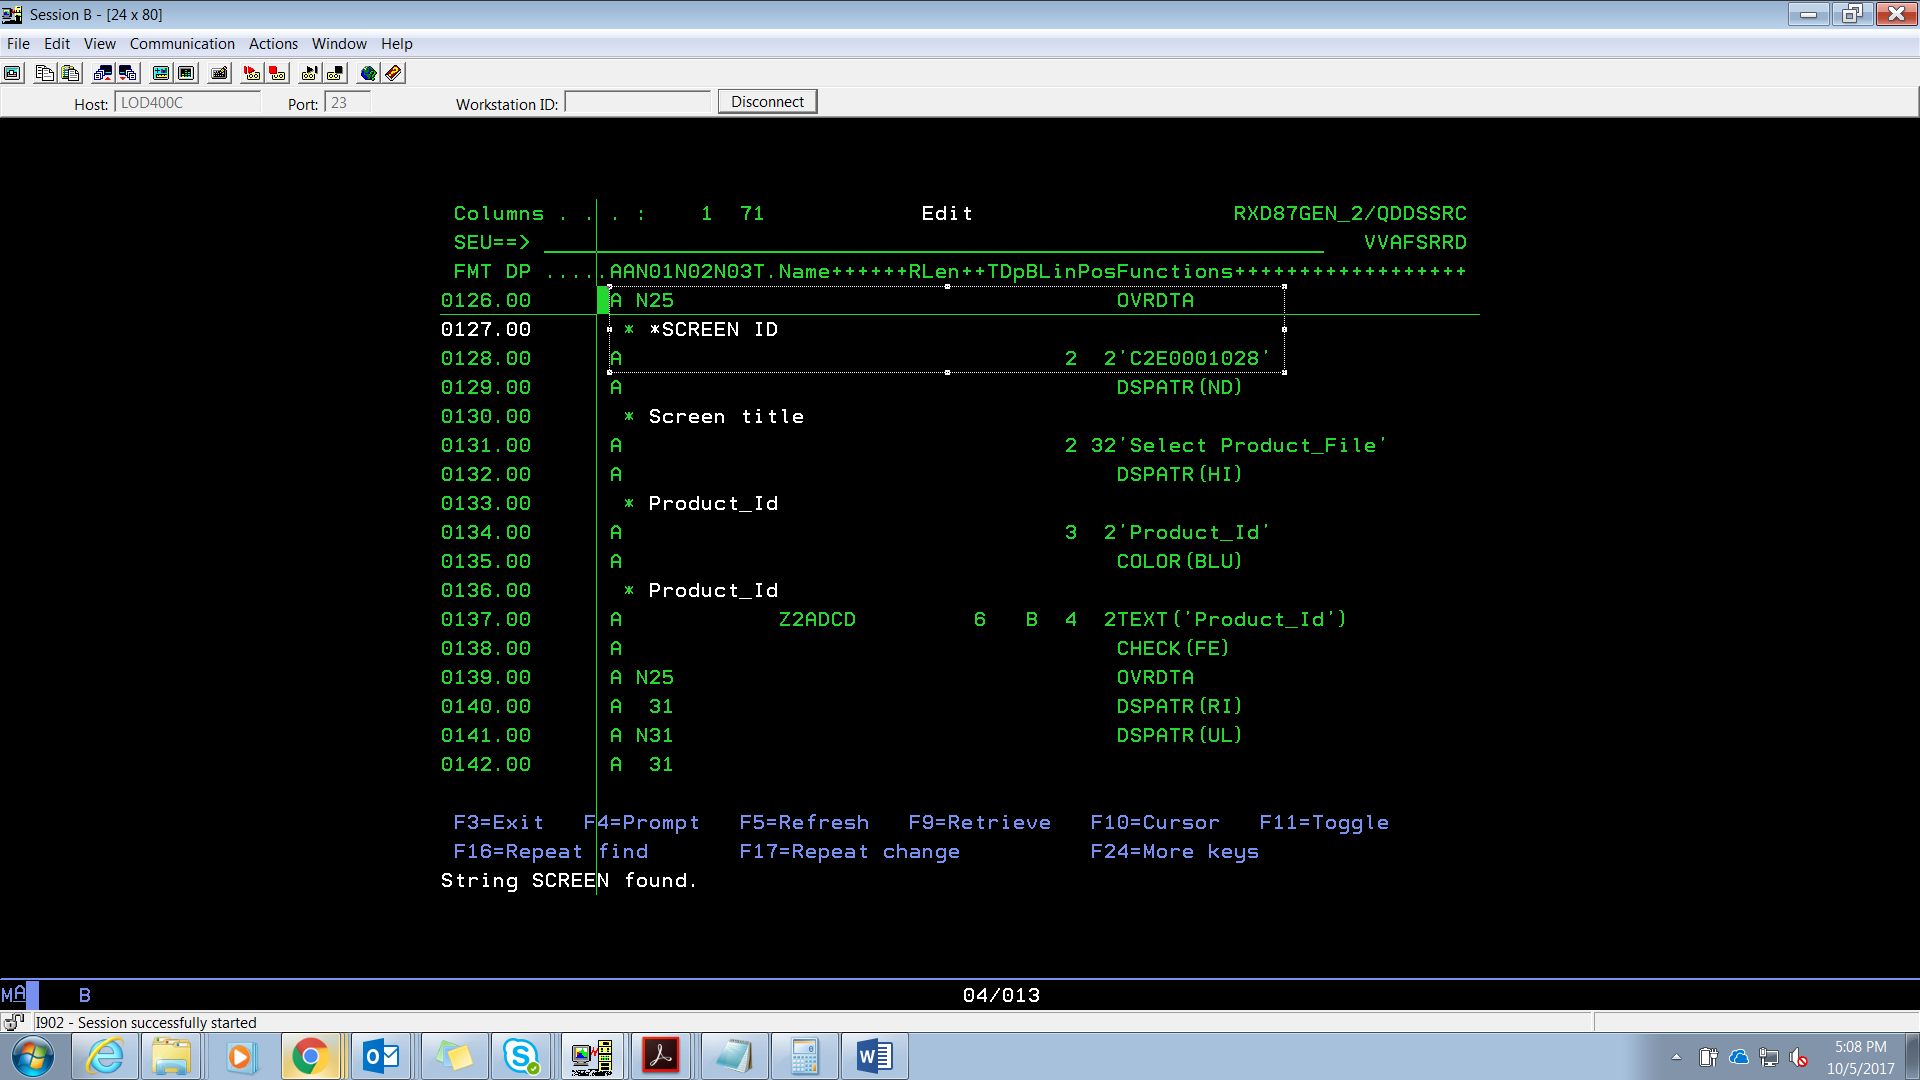 Session B - [24 x 80]
File Edit View Communication Actions Window Help
Host: LOD400C Port: 23 Workstation ID: Disconnect
Columns . . . : 1 71 Edit RXD87GEN_2/QDDSSRC
SEU==> VVAFSRRD
FMT DP .....AAN01N02N03T.Name++++++RLen++TDpBLinPosFunctions++++++++++++++++++
0126.00 A N25 OVRDTA
0127.00 * *SCREEN ID
0128.00 A 2 2'C2E0001028'
0129.00 A DSPATR(ND)
0130.00 * Screen title
0131.00 A 2 32'Select Product_File'
0132.00 A DSPATR(HI)
0133.00 * Product_Id
0134.00 A 3 2'Product_Id'
0135.00 A COLOR(BLU)
0136.00 * Product_Id
0137.00 A Z2ADCD 6 B 4 2TEXT('Product_Id')
0138.00 A CHECK(FE)
0139.00 A N25 OVRDTA
0140.00 A 31 DSPATR(RI)
0141.00 A N31 DSPATR(UL)
0142.00 A 31
F3=Exit F4=Prompt F5=Refresh F9=Retrieve F10=Cursor F11=Toggle
F16=Repeat find F17=Repeat change F24=More keys
String SCREEN found.
MA B 04/013
I902 - Session successfully started
5:08 PM
10/5/2017